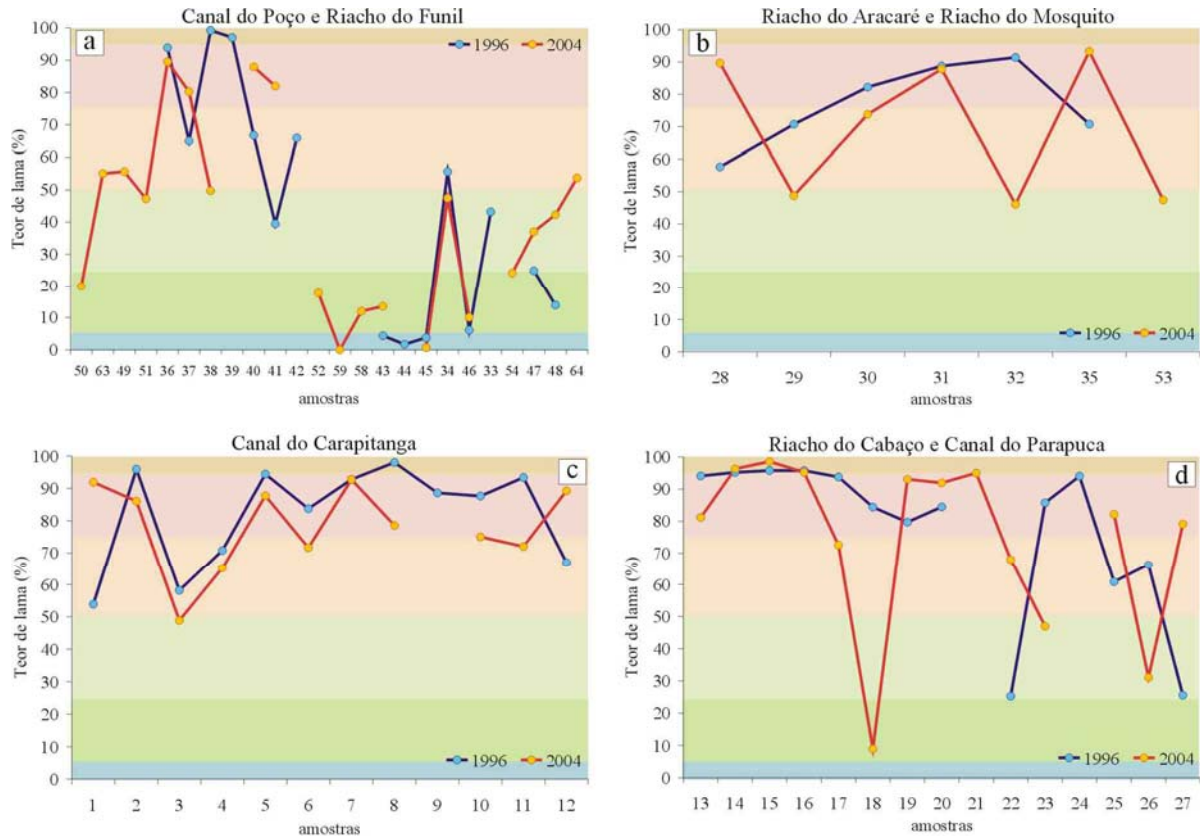 Canal do Poço e Riacho do Funil
a
1996 2004
Teor de lama (%)
100
90
80
70
60
50
40
30
20
10
0
50 63 49 51 36 37 38 39 40 41 42 52 59 58 43 44 45 34 46 33 54 47 48 64
amostras
Riacho do Aracaré e Riacho do Mosquito
b
Teor de lama (%)
100
90
80
70
60
50
40
30
20
10
0
1996 2004
28 29 30 31 32 35 53
amostras
Canal do Carapitanga
c
Teor de lama (%)
100
90
80
70
60
50
40
30
20
10
0
1996 2004
1 2 3 4 5 6 7 8 9 10 11 12
amostras
Riacho do Cabaço e Canal do Parapuca
d
Teor de lama (%)
100
90
80
70
60
50
40
30
20
10
0
1996 2004
13 14 15 16 17 18 19 20 21 22 23 24 25 26 27
amostras